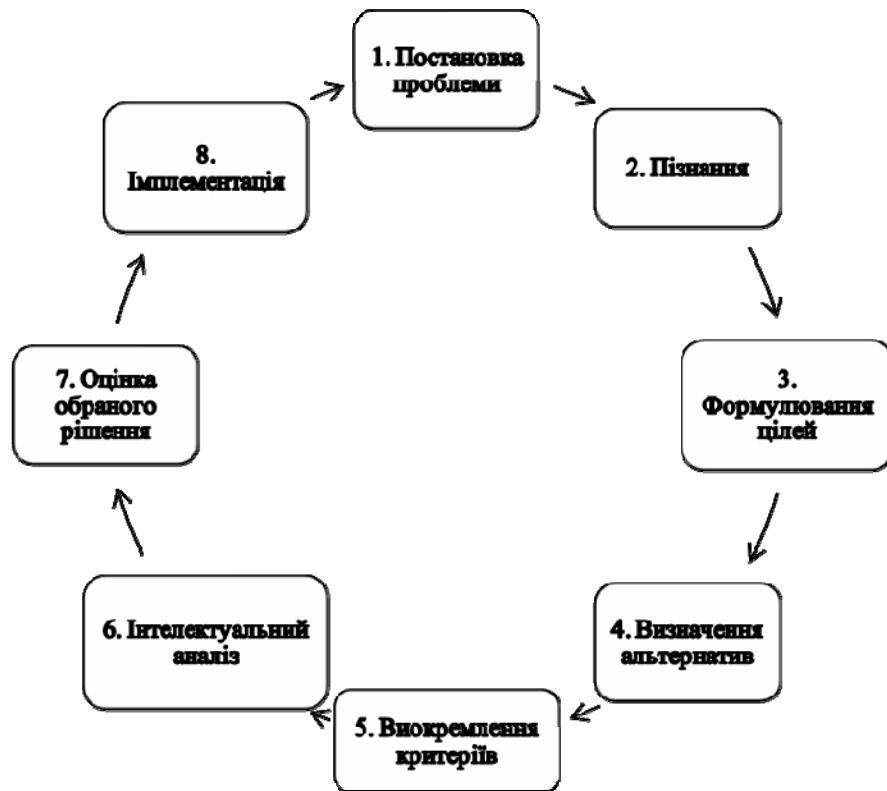 1. Постановка
проблеми
2. Пізнання
3.
Формулювання
цілей
4. Визначення
альтернатив
5. Виокремлення
критеріїв
6. Інтелектуальний
аналіз
7. Оцінка
обраного
рішення
8.
Імплементація